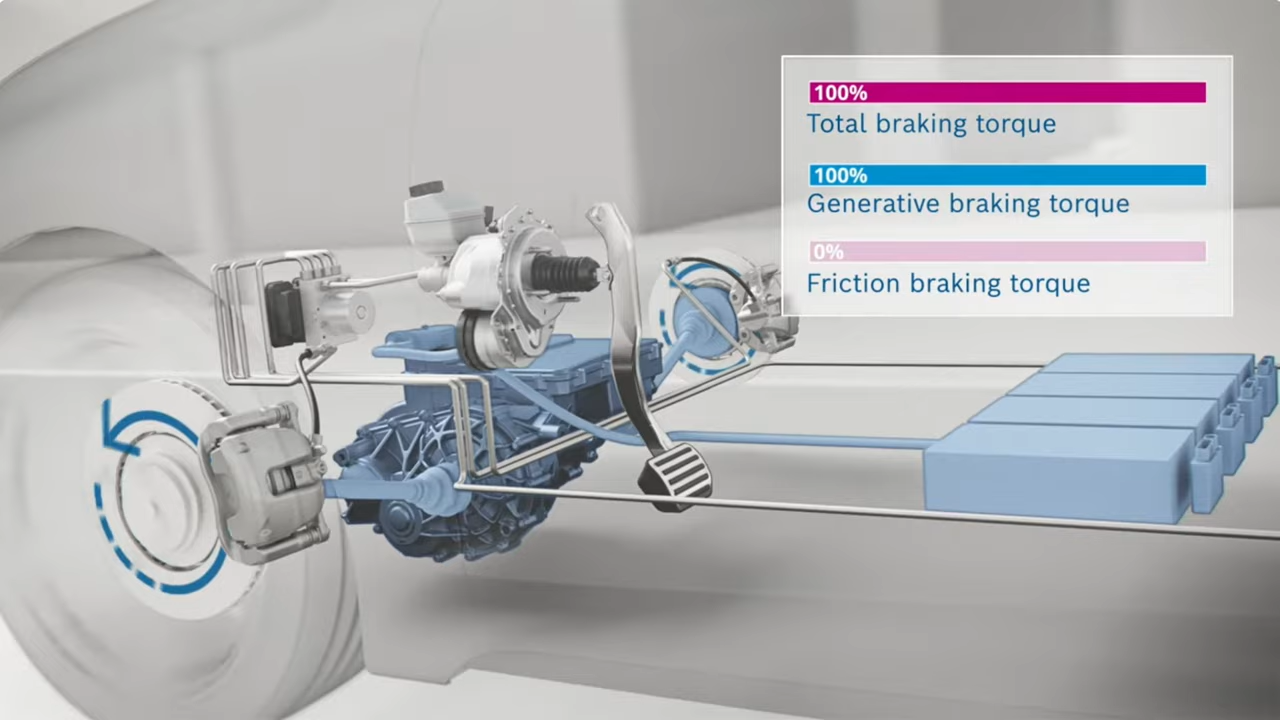 100%
Total braking torque
100%
Generative braking torque
0%
Friction braking torque